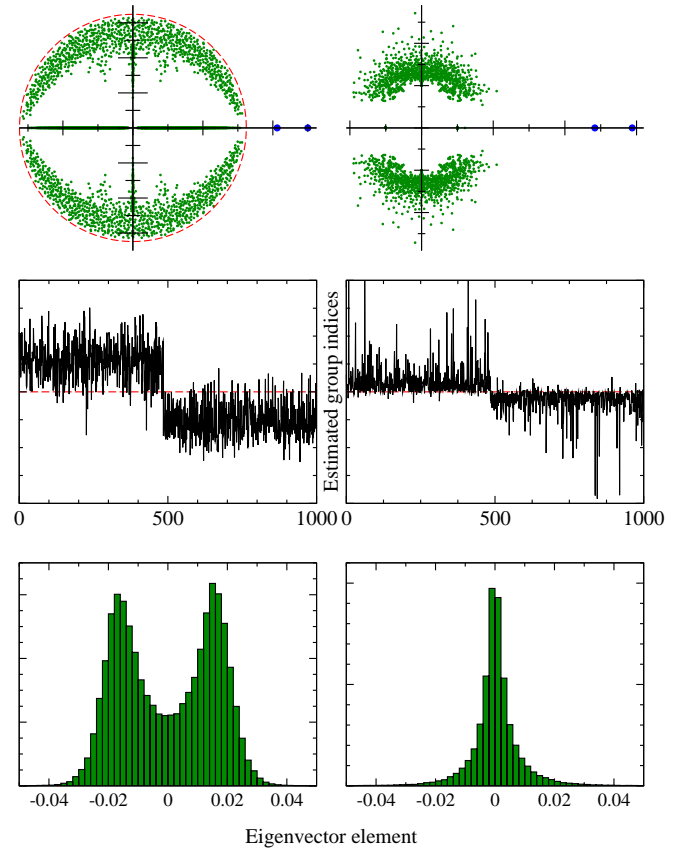 Estimated group indices
0 500 1000 0 500 1000
-0.04 -0.02 0 0.02 0.04 -0.04 -0.02 0 0.02 0.04
Eigenvector element